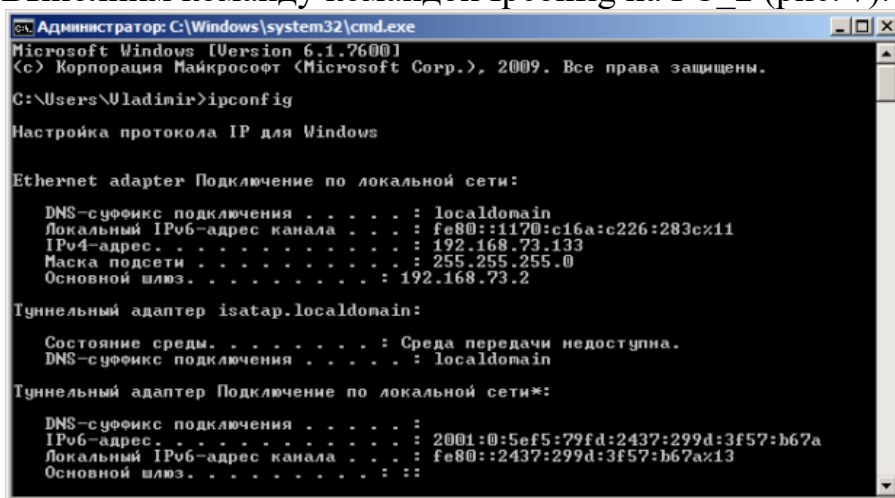 Администратор: C:\Windows\system32\cmd.exe
Microsoft Windows [Version 6.1.7600]
(c) Корпорация Майкрософт (Microsoft Corp.), 2009. Все права защищены.
C:\Users\Vladimir>ipconfig
Настройка протокола IP для Windows
Ethernet adapter Подключение по локальной сети:
DNS-суффикс подключения . . . . . : localdomain
Локальный IPv6-адрес канала . . . : fe80::1170:c16a:c226:283c%11
IPv4-адрес. . . . . . . . . . . . : 192.168.73.133
Маска подсети . . . . . . . . . . : 255.255.255.0
Основной шлюз. . . . . . . . . : 192.168.73.2
Туннельный адаптер isatap.localdomain:
Состояние среды. . . . . . . . : Среда передачи недоступна.
DNS-суффикс подключения . . . . . : localdomain
Туннельный адаптер Подключение по локальной сети*:
DNS-суффикс подключения . . . . . :
IPv6-адрес. . . . . . . . . . . . : 2001:0:5ef5:79fd:2437:299d:3f57:b67a
Локальный IPv6-адрес канала . . . : fe80::2437:299d:3f57:b67a%13
Основной шлюз. . . . . . . . . : ::